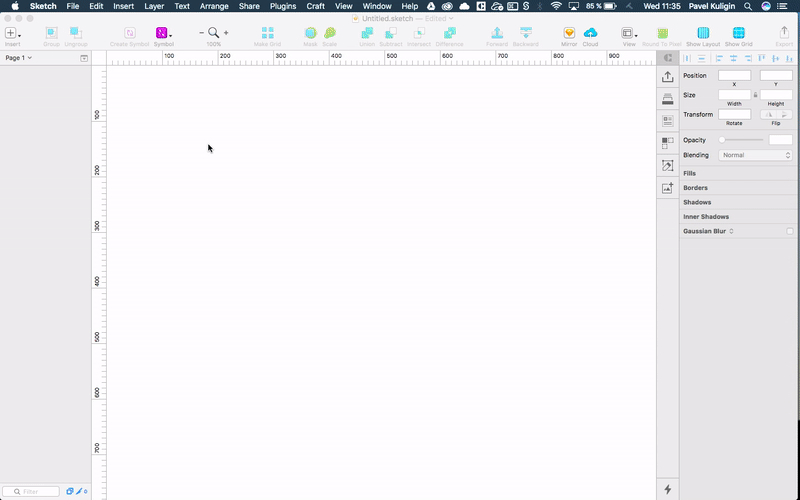 Sketch File Edit Insert Layer Text Arrange Share Plugins Craft View Window Help 85 % Wed 11:35 Pavel Kuligin
Untitled.sketch — Edited
Insert Group Ungroup Create Symbol Symbol 100% Make Grid Mask Scale Union Subtract Intersect Difference Forward Backward Mirror Cloud View Round To Pixel Show Layout Show Grid Export
Page 1
100 200 300 400 500 600 700 800 900
100
200
300
400
500
600
700
Position
X Y
Size
Width Height
Transform
Rotate Flip
Opacity
Blending Normal
Fills
Borders
Shadows
Inner Shadows
Gaussian Blur
Filter 0